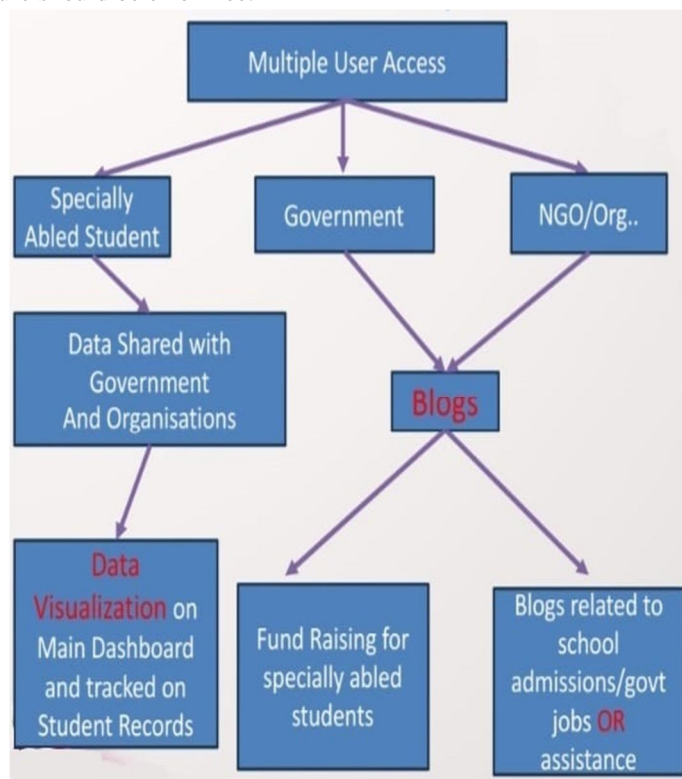 Multiple User Access
Specially
Abled Student
Government
NGO/Org..
Data Shared with
Government
And Organisations
Blogs
Data
Visualization on
Main Dashboard
and tracked on
Student Records
Fund Raising for
specially abled
students
Blogs related to
school
admissions/govt
jobs OR
assistance